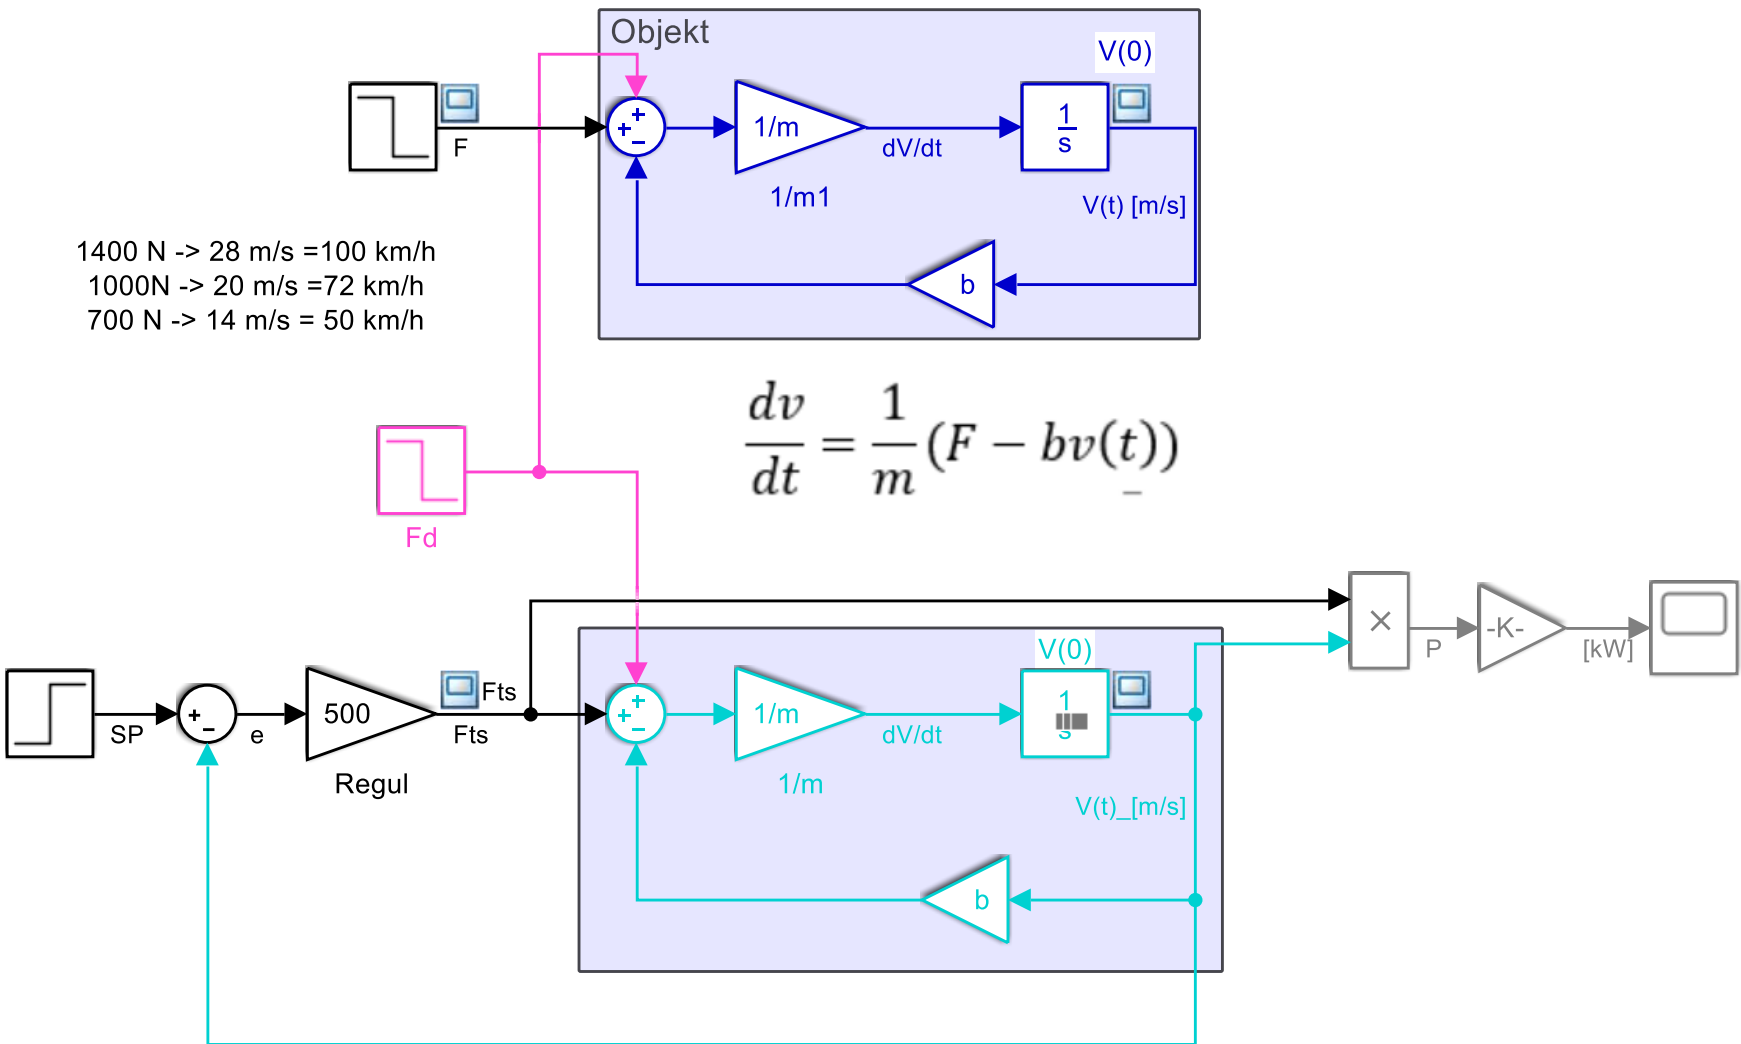 Objekt
V(0)
F
+
+
−
1/m
1/m1
dV/dt
1
s
V(t) [m/s]
b
1400 N -> 28 m/s =100 km/h
1000N -> 20 m/s =72 km/h
700 N -> 14 m/s = 50 km/h
dv/dt = 1/m (F − bv(t))
Fd
SP
+
−
e
500
Regul
Fts
Fts
+
+
−
1/m
1/m
dV/dt
V(0)
1
s
V(t)_[m/s]
b
×
P
-K-
[kW]